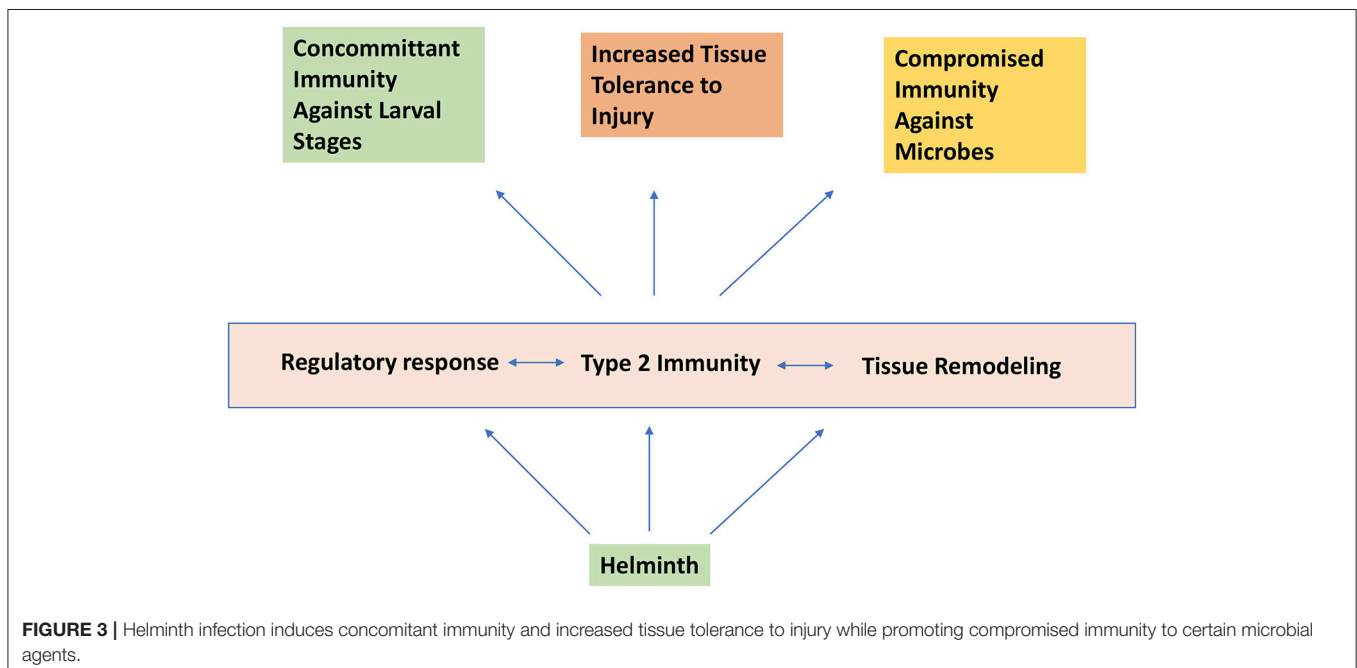 Concommittant
Immunity
Against Larval
Stages
Increased Tissue
Tolerance to
Injury
Compromised
Immunity
Against
Microbes
Regulatory response
Type 2 Immunity
Tissue Remodeling
Helminth
FIGURE 3 | Helminth infection induces concomitant immunity and increased tissue tolerance to injury while promoting compromised immunity to certain microbial
agents.